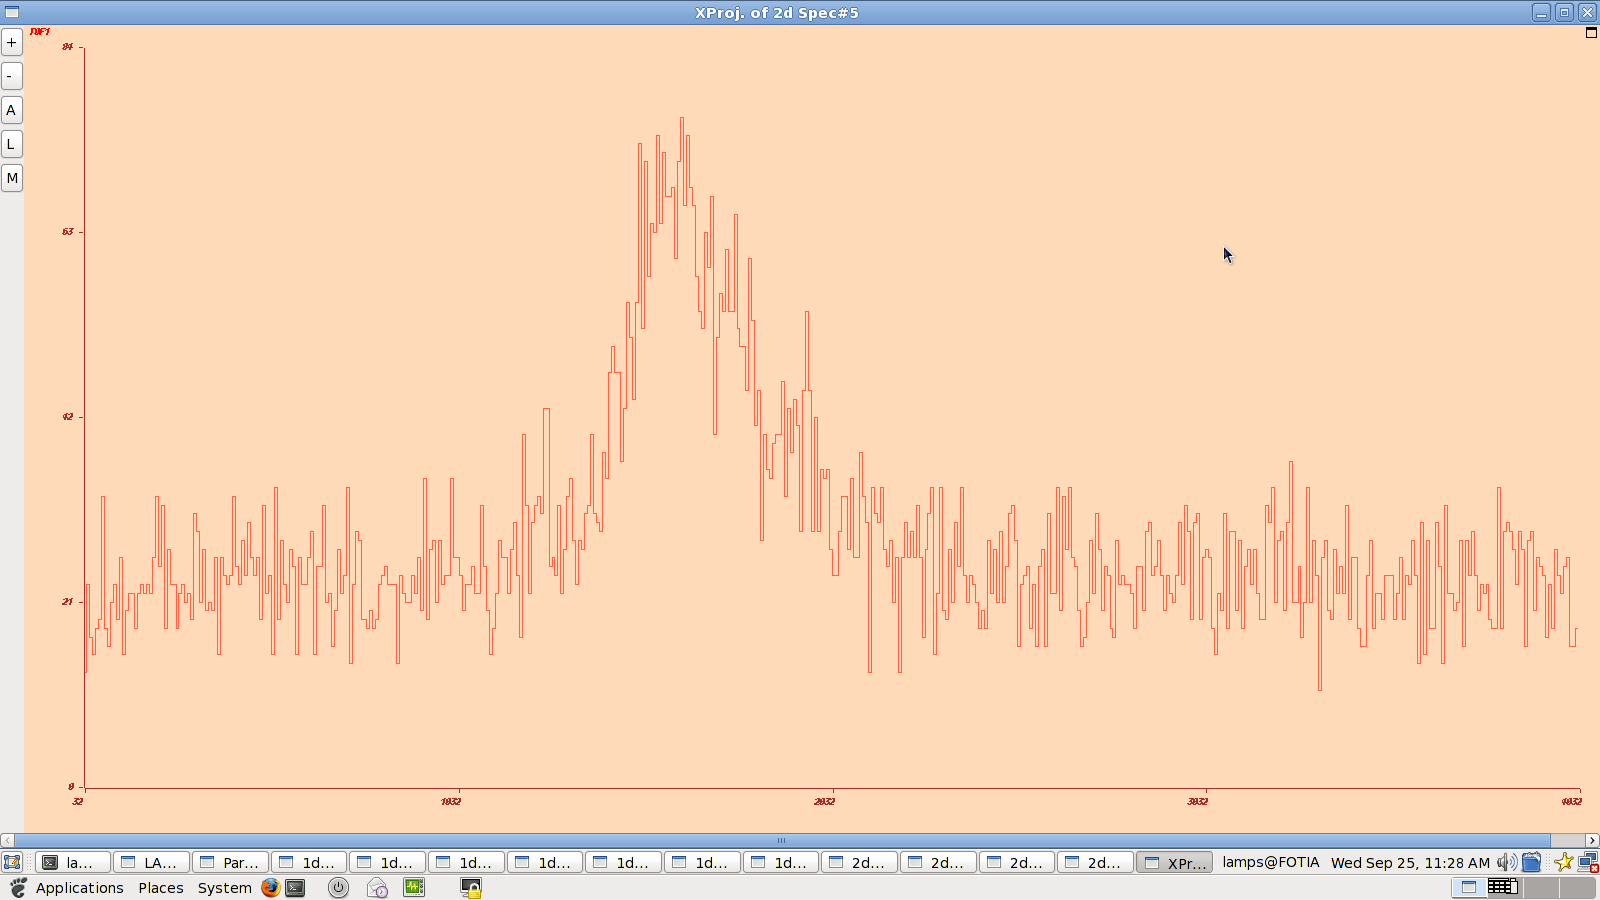 XProj. of 2d Spec#5
TOF1
+
-
A
L
M
84
63
42
21
0
32 1032 2032 3032 4032
la... LA... Par... 1d... 1d... 1d... 1d... 1d... 1d... 1d... 2d... 2d... 2d... 2d... XPr... lamps@FOTIA Wed Sep 25, 11:28 AM
Applications Places System